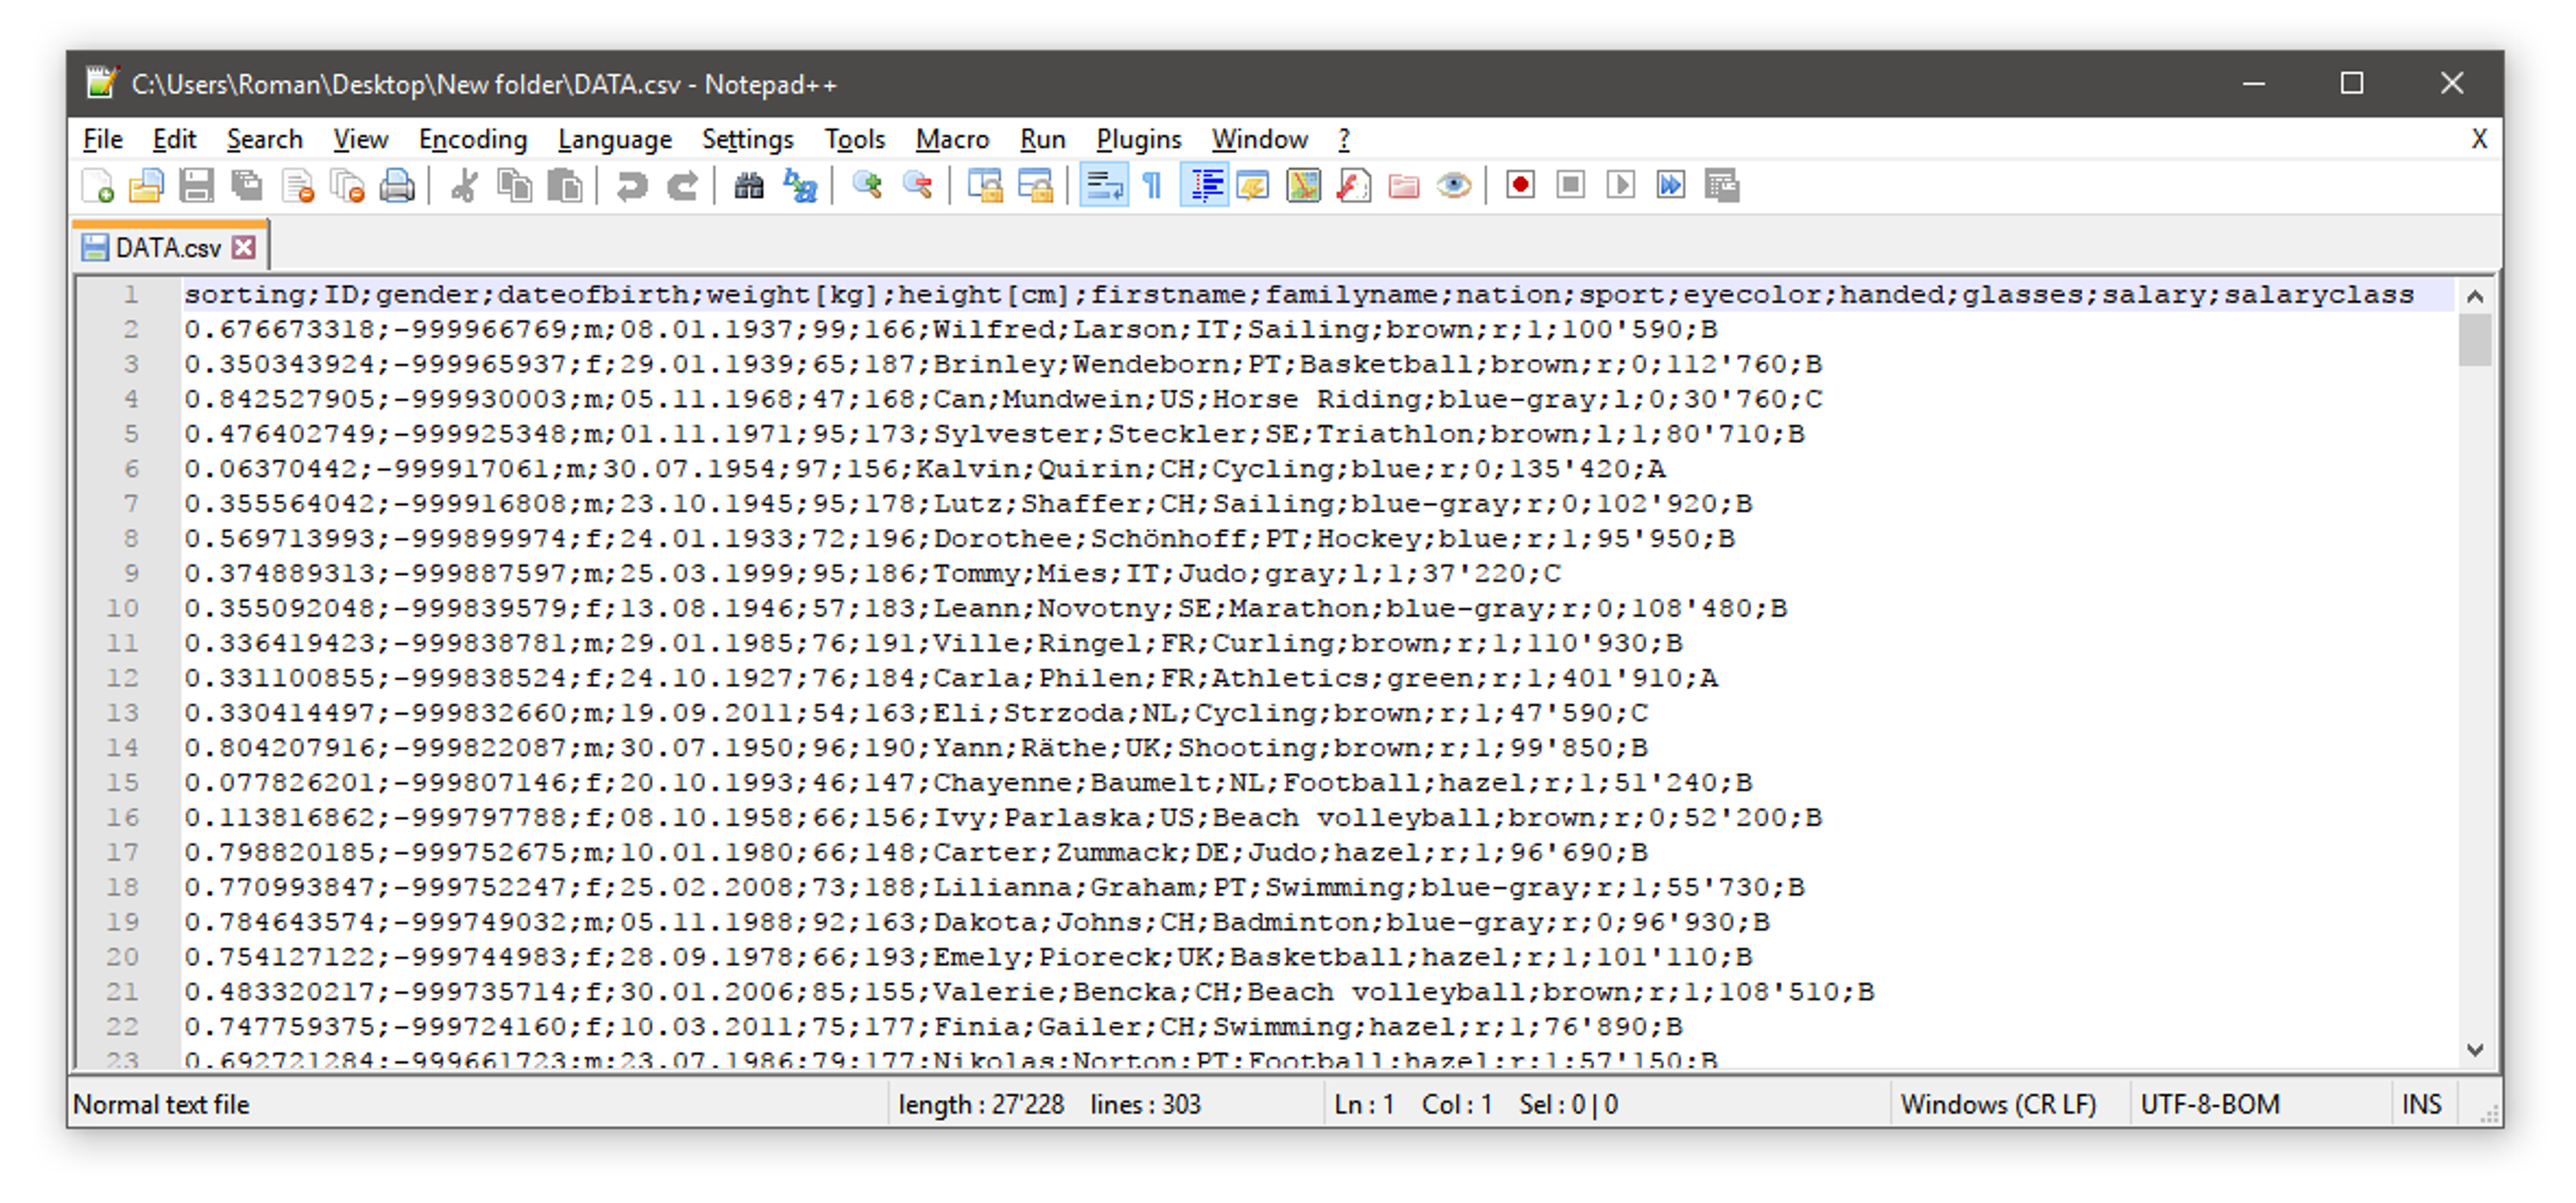 C:\Users\Roman\Desktop\New folder\DATA.csv - Notepad++
File Edit Search View Encoding Language Settings Tools Macro Run Plugins Window ? X
DATA.csv
1 sorting;ID;gender;dateofbirth;weight[kg];height[cm];firstname;familyname;nation;sport;eyecolor;handed;glasses;salary;salaryclass
2 0.676673318;-999966769;m;08.01.1937;99;166;Wilfred;Larson;IT;Sailing;brown;r;1;100'590;B
3 0.350343924;-999965937;f;29.01.1939;65;187;Brinley;Wendeborn;PT;Basketball;brown;r;0;112'760;B
4 0.842527905;-999930003;m;05.11.1968;47;168;Can;Mundwein;US;Horse Riding;blue-gray;l;0;30'760;C
5 0.476402749;-999925348;m;01.11.1971;95;173;Sylvester;Steckler;SE;Triathlon;brown;l;1;80'710;B
6 0.06370442;-999917061;m;30.07.1954;97;156;Kalvin;Quirin;CH;Cycling;blue;r;0;135'420;A
7 0.355564042;-999916808;m;23.10.1945;95;178;Lutz;Shaffer;CH;Sailing;blue-gray;r;0;102'920;B
8 0.569713993;-999899974;f;24.01.1933;72;196;Dorothee;Schönhoff;PT;Hockey;blue;r;1;95'950;B
9 0.374889313;-999887597;m;25.03.1999;95;186;Tommy;Mies;IT;Judo;gray;l;1;37'220;C
10 0.355092048;-999839579;f;13.08.1946;57;183;Leann;Novotny;SE;Marathon;blue-gray;r;0;108'480;B
11 0.336419423;-999838781;m;29.01.1985;76;191;Ville;Ringel;FR;Curling;brown;r;1;110'930;B
12 0.331100855;-999838524;f;24.10.1927;76;184;Carla;Philen;FR;Athletics;green;r;1;401'910;A
13 0.330414497;-999832660;m;19.09.2011;54;163;Eli;Strzoda;NL;Cycling;brown;r;1;47'590;C
14 0.804207916;-999822087;m;30.07.1950;96;190;Yann;Räthe;UK;Shooting;brown;r;1;99'850;B
15 0.077826201;-999807146;f;20.10.1993;46;147;Chayenne;Baumelt;NL;Football;hazel;r;1;51'240;B
16 0.113816862;-999797788;f;08.10.1958;66;156;Ivy;Parlaska;US;Beach volleyball;brown;r;0;52'200;B
17 0.798820185;-999752675;m;10.01.1980;66;148;Carter;Zummack;DE;Judo;hazel;r;1;96'690;B
18 0.770993847;-999752247;f;25.02.2008;73;188;Lilianna;Graham;PT;Swimming;blue-gray;r;1;55'730;B
19 0.784643574;-999749032;m;05.11.1988;92;163;Dakota;Johns;CH;Badminton;blue-gray;r;0;96'930;B
20 0.754127122;-999744983;f;28.09.1978;66;193;Emely;Pioreck;UK;Basketball;hazel;r;1;101'110;B
21 0.483320217;-999735714;f;30.01.2006;85;155;Valerie;Bencka;CH;Beach volleyball;brown;r;1;108'510;B
22 0.747759375;-999724160;f;10.03.2011;75;177;Finia;Gailer;CH;Swimming;hazel;r;1;76'890;B
23 0.692721284;-999661723;m;23.07.1986;79;177;Nikolas;Norton;PT;Football;hazel;r;1;57'150;B
Normal text file length : 27'228 lines : 303 Ln : 1 Col : 1 Sel : 0 | 0 Windows (CR LF) UTF-8-BOM INS